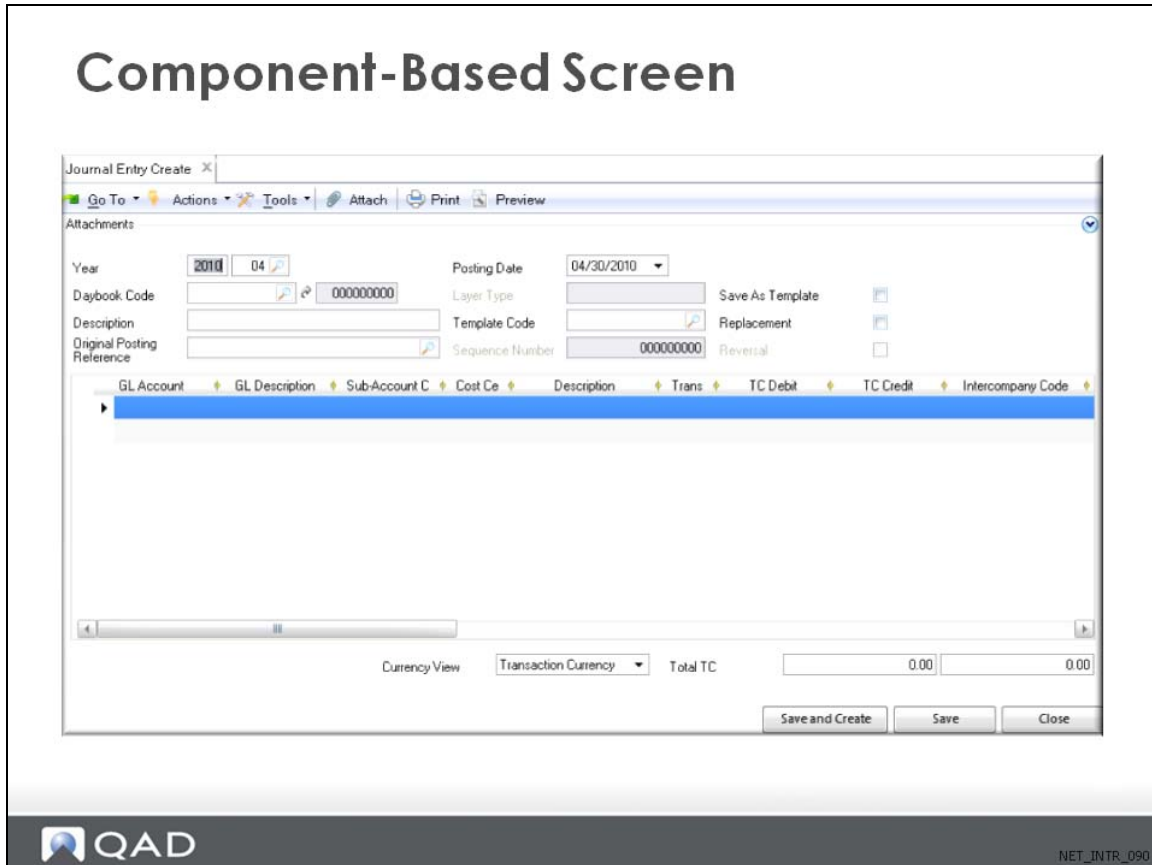 Component-Based Screen
Journal Entry Create
Go To Actions Tools Attach Print Preview
Attachments
Year 2010 04 Posting Date 04/30/2010
Daybook Code 000000000 Layer Type Save As Template
Description Template Code Replacement
Original Posting Reference Sequence Number 000000000 Reversal
GL Account GL Description Sub-Account C Cost Ce Description Trans TC Debit TC Credit Intercompany Code
Currency View Transaction Currency Total TC 0.00 0.00
Save and Create Save Close
QAD
NET_INTR_090